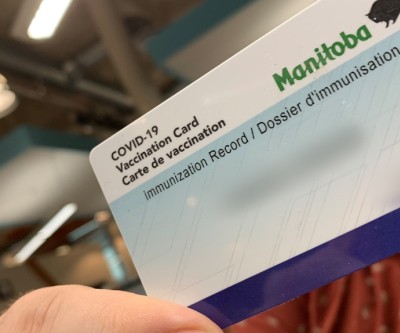 Manitoba
COVID-19
Vaccination Card
Carte de vaccination
Immunization Record / Dossier d'immunisation